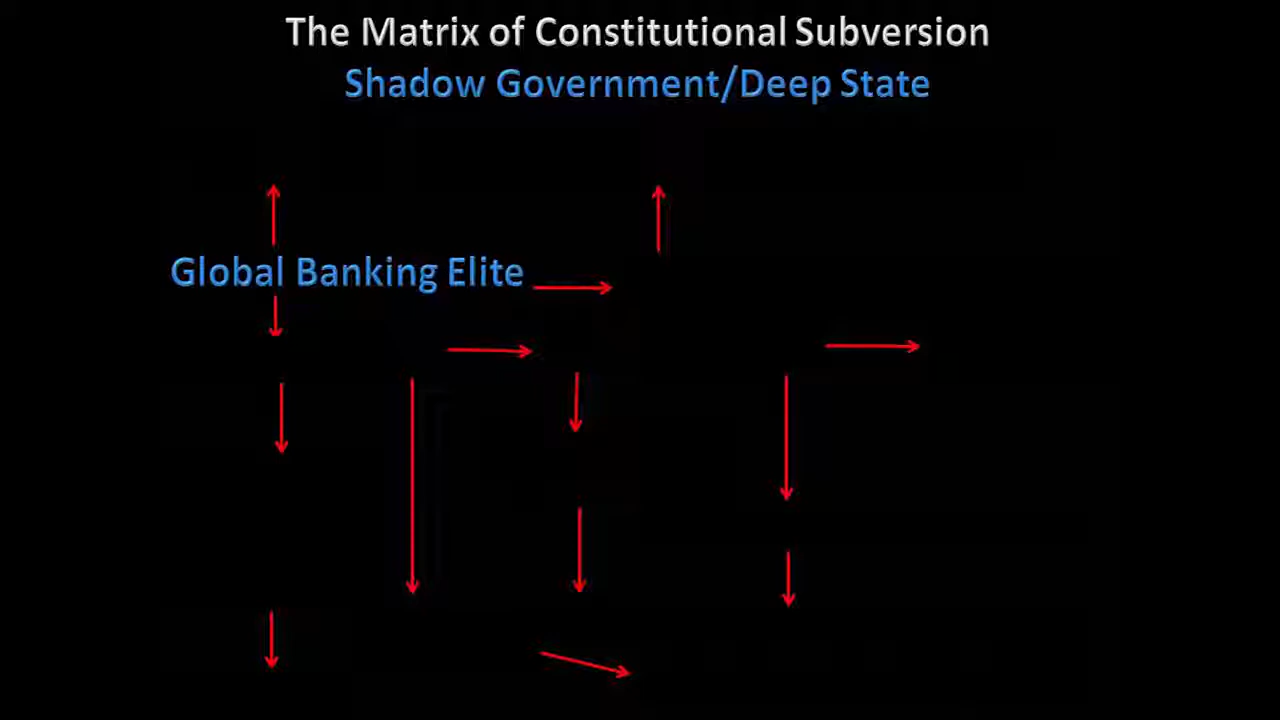 The Matrix of Constitutional Subversion
Shadow Government/Deep State
Global Banking Elite